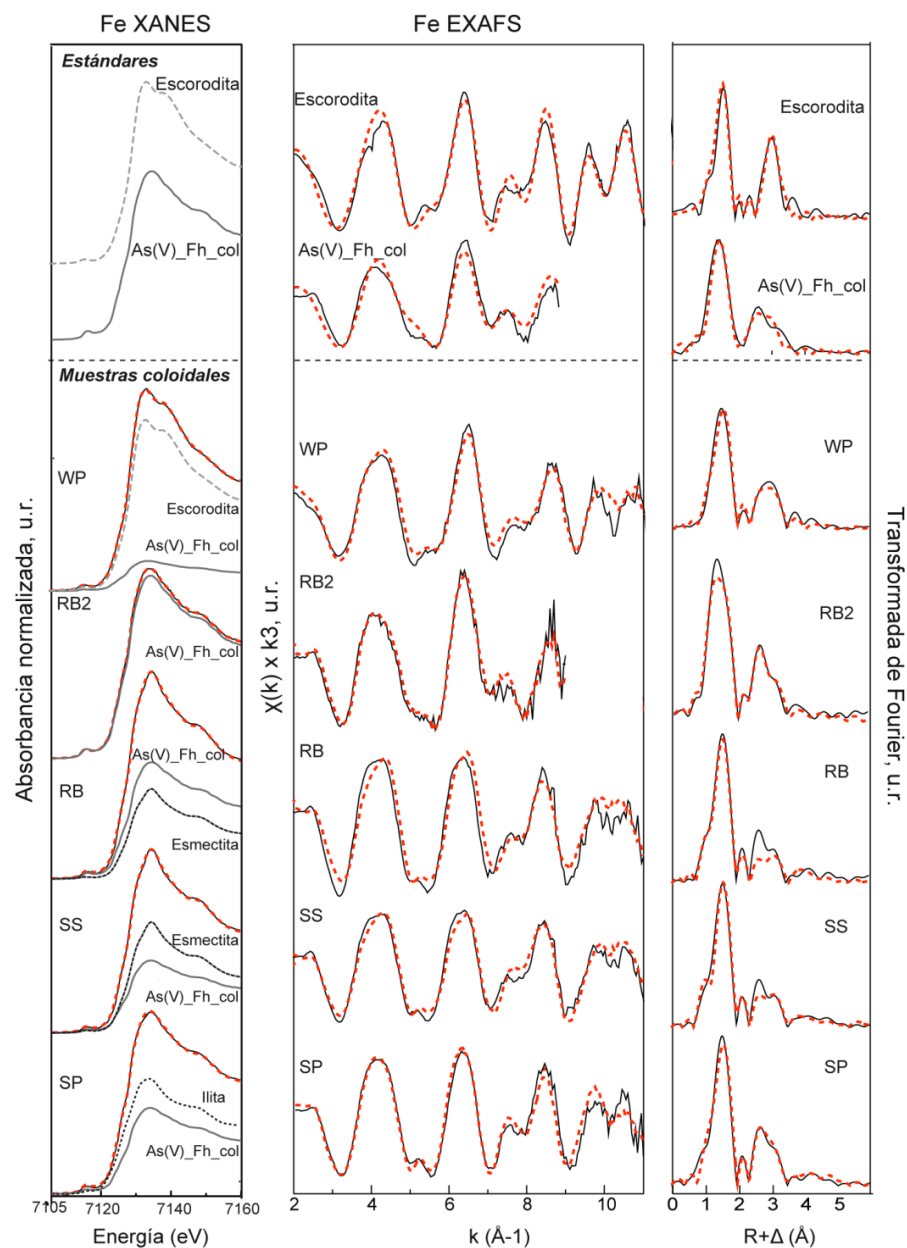 Fe XANES
Fe EXAFS
Estándares
Escorodita
As(V)_Fh_col
Muestras coloidales
WP
Escorodita
As(V)_Fh_col
RB2
As(V)_Fh_col
As(V)_Fh_col
RB
Esmectita
SS
Esmectita
As(V)_Fh_col
SP
Ilita
As(V)_Fh_col
7105 7120 7140 7160
Energía (eV)
Absorbancia normalizada, u.r.
Escorodita
As(V)_Fh_col
WP
RB2
RB
SS
SP
2 4 6 8 10
k (Å-1)
χ(k) x k3, u.r.
Escorodita
As(V)_Fh_col
WP
RB2
RB
SS
SP
0 1 2 3 4 5
R+Δ (Å)
Transformada de Fourier, u.r.